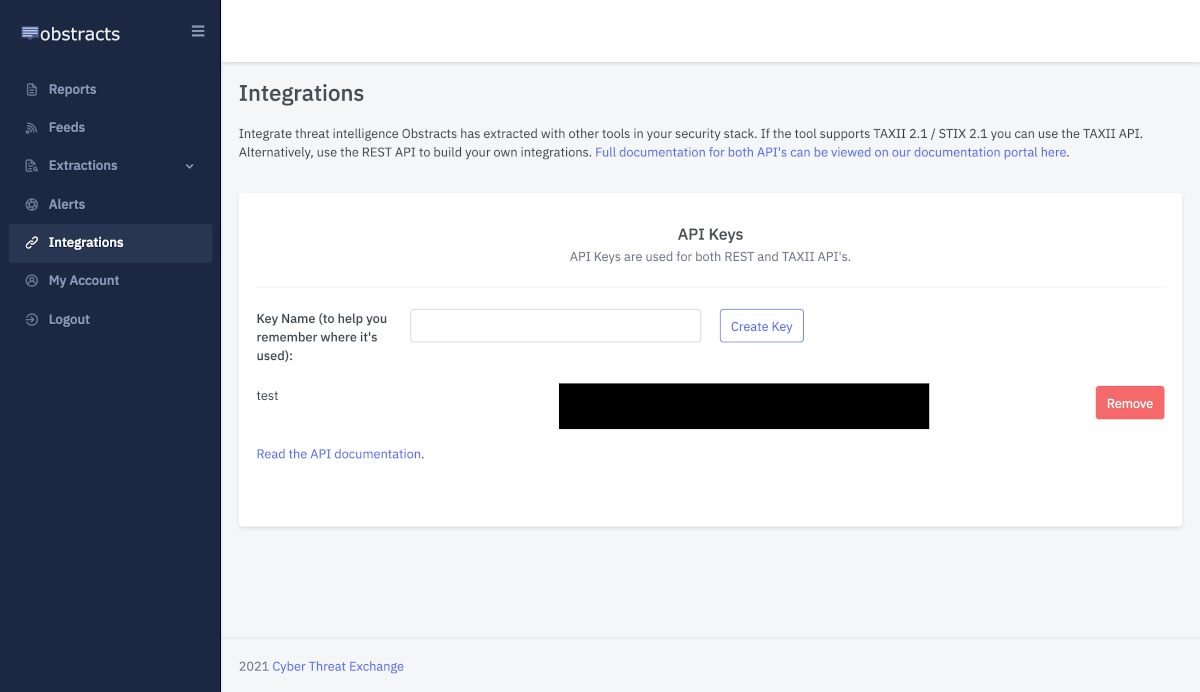 obstracts
Reports
Feeds
Extractions
Alerts
Integrations
My Account
Logout
Integrations
Integrate threat intelligence Obstracts has extracted with other tools in your security stack. If the tool supports TAXII 2.1 / STIX 2.1 you can use the TAXII API.
Alternatively, use the REST API to build your own integrations. Full documentation for both API's can be viewed on our documentation portal here.
API Keys
API Keys are used for both REST and TAXII API's.
Key Name (to help you
remember where it's
used):
Create Key
test
Remove
Read the API documentation.
2021 Cyber Threat Exchange